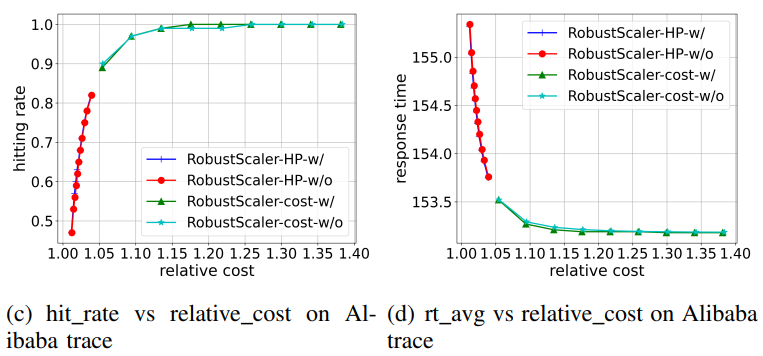 1.0
0.9
0.8
0.7
0.6
0.5
hitting rate
RobustScaler-HP-w/
RobustScaler-HP-w/o
RobustScaler-cost-w/
RobustScaler-cost-w/o
1.00 1.05 1.10 1.15 1.20 1.25 1.30 1.35 1.40
relative cost
155.0
154.5
154.0
153.5
response time
RobustScaler-HP-w/
RobustScaler-HP-w/o
RobustScaler-cost-w/
RobustScaler-cost-w/o
1.00 1.05 1.10 1.15 1.20 1.25 1.30 1.35 1.40
relative cost
(c) hit_rate vs relative_cost on Al-
ibaba trace
(d) rt_avg vs relative_cost on Alibaba
trace